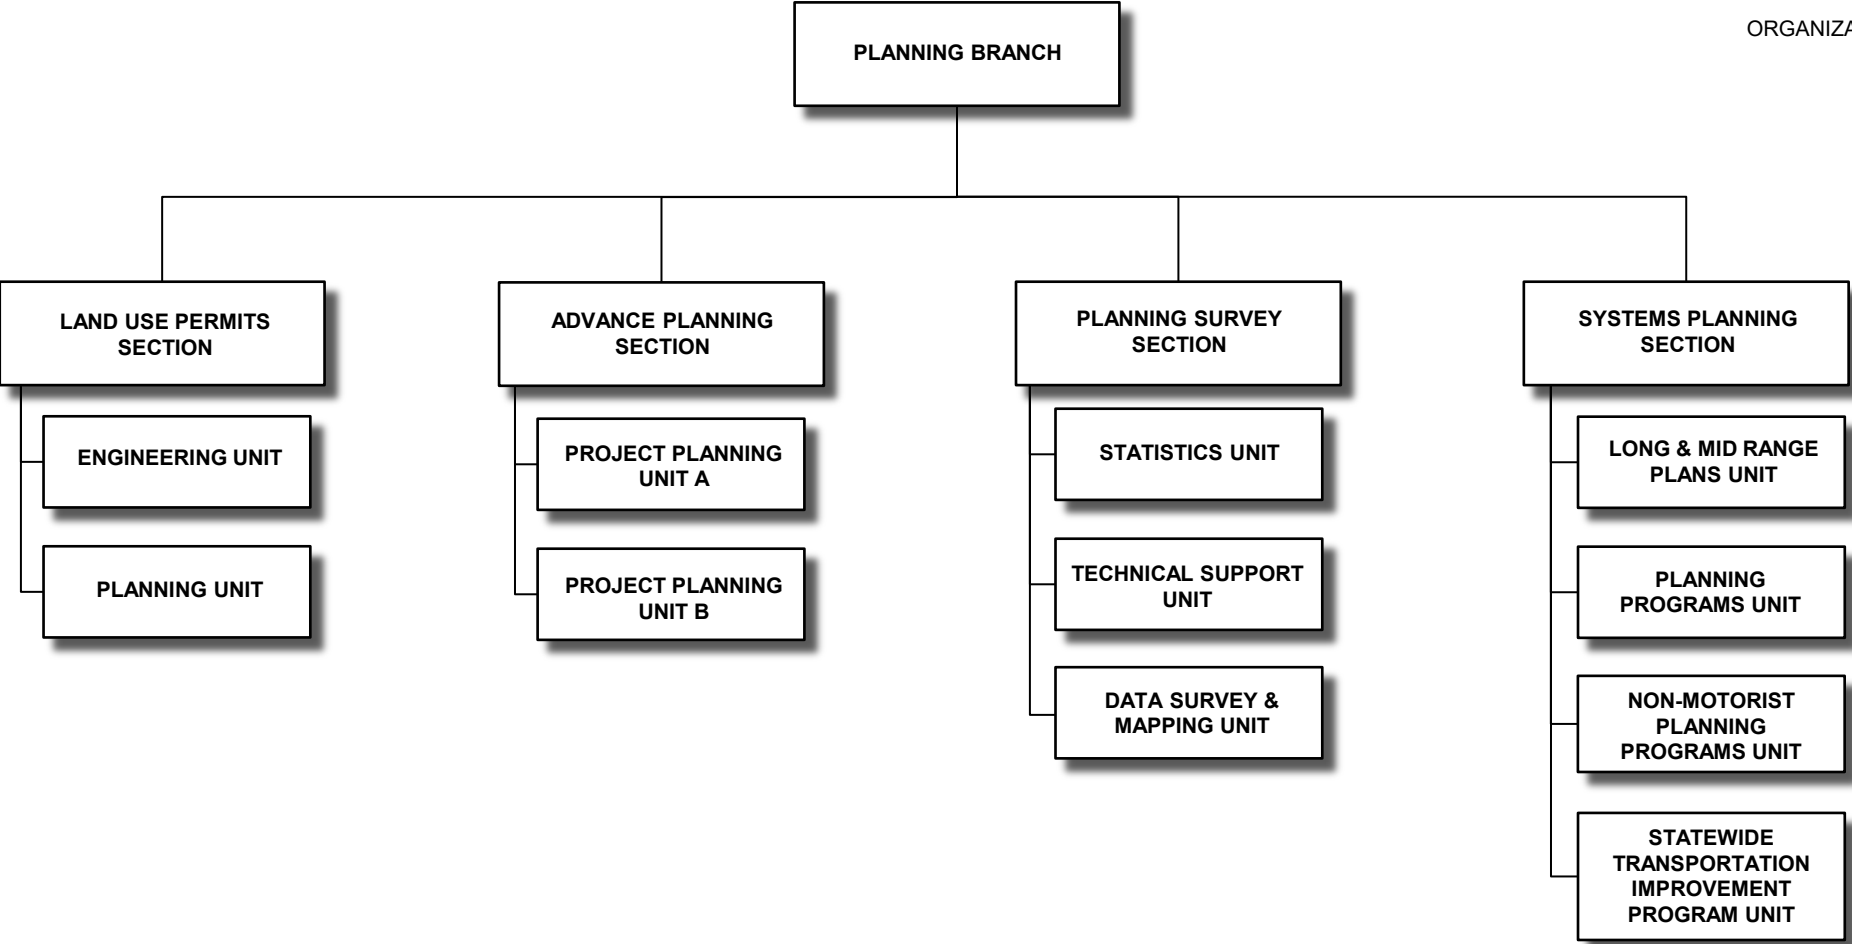 PLANNING BRANCH
ORGANIZA
LAND USE PERMITS
SECTION
ENGINEERING UNIT
PLANNING UNIT
ADVANCE PLANNING
SECTION
PROJECT PLANNING
UNIT A
PROJECT PLANNING
UNIT B
PLANNING SURVEY
SECTION
STATISTICS UNIT
TECHNICAL SUPPORT
UNIT
DATA SURVEY &
MAPPING UNIT
SYSTEMS PLANNING
SECTION
LONG & MID RANGE
PLANS UNIT
PLANNING
PROGRAMS UNIT
NON-MOTORIST
PLANNING
PROGRAMS UNIT
STATEWIDE
TRANSPORTATION
IMPROVEMENT
PROGRAM UNIT